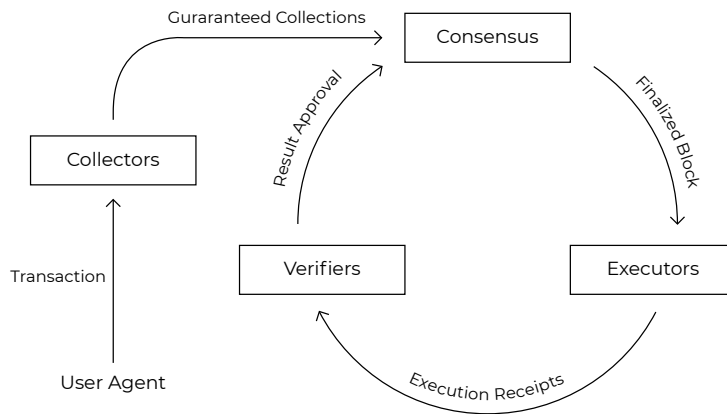 Guraranteed Collections
Consensus
Result Approval
Finalized Block
Collectors
Verifiers
Executors
Transaction
Execution Receipts
User Agent